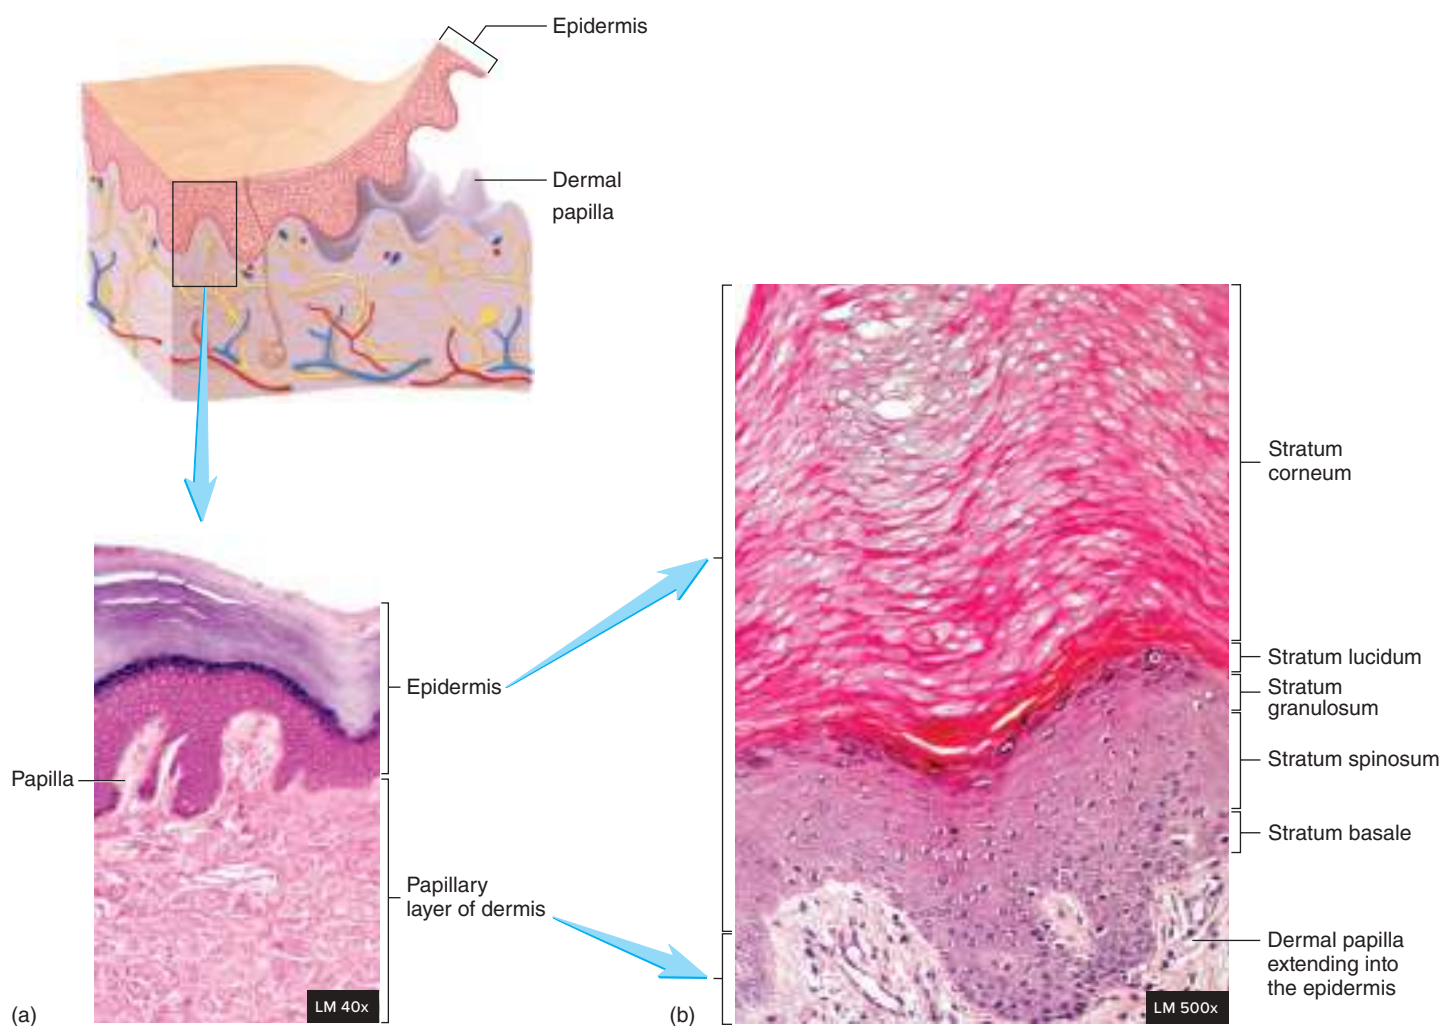 Epidermis
Dermal
papilla
Papilla
Epidermis
Papillary
layer of dermis
LM 40x
(a)
Stratum
corneum
Stratum lucidum
Stratum
granulosum
Stratum spinosum
Stratum basale
Dermal papilla
extending into
the epidermis
LM 500x
(b)